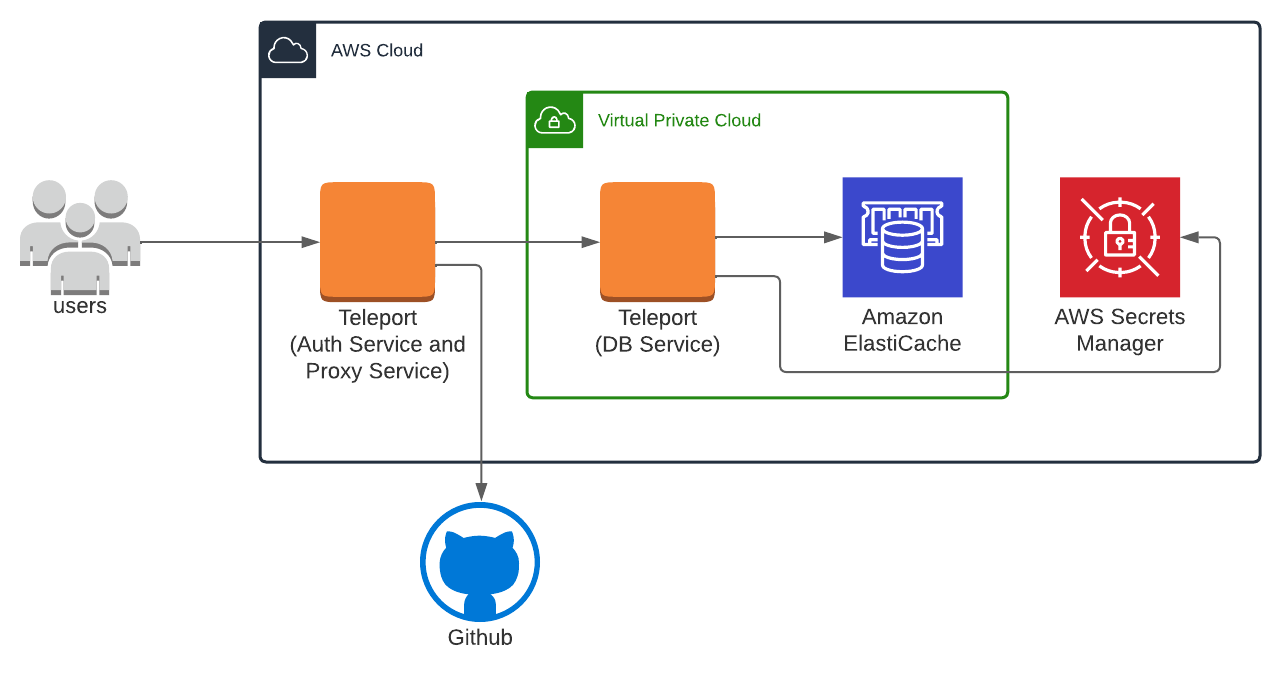 AWS Cloud
Virtual Private Cloud
users
Teleport
(Auth Service and
Proxy Service)
Teleport
(DB Service)
Amazon
ElastiCache
AWS Secrets
Manager
Github